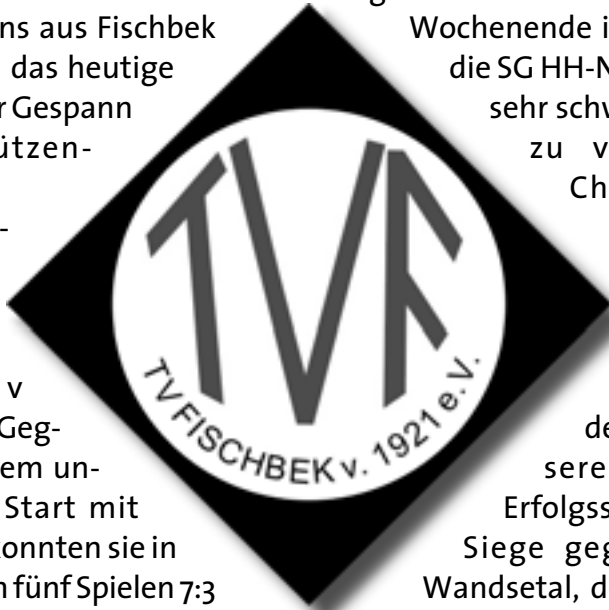 ns aus Fischbek
das heutige
r Gespann
ützen-
-
v
Geg-
em un-
Start mit
konnten sie in
n fünf Spielen 7:3
TVF
TV FISCHBEK v. 1921 e. V.
Wochenende i
die SG HH-N
sehr schw
zu v
Ch
de
sere
Erfolgss
Siege geg
Wandsetal, d